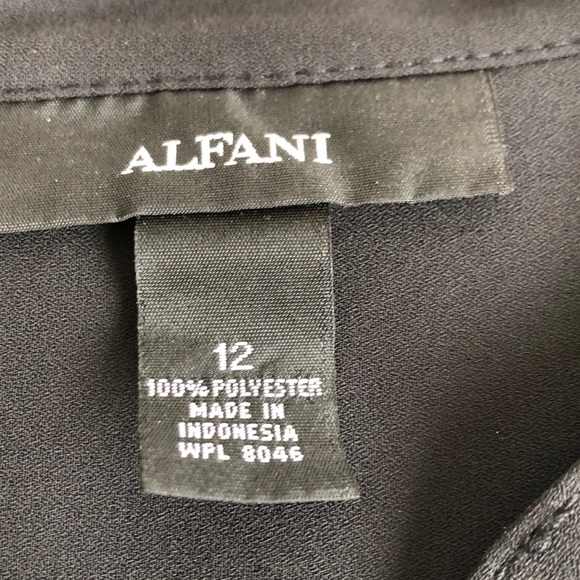 ALFANI
12
100% POLYESTER
MADE IN
INDONESIA
WPL 8046